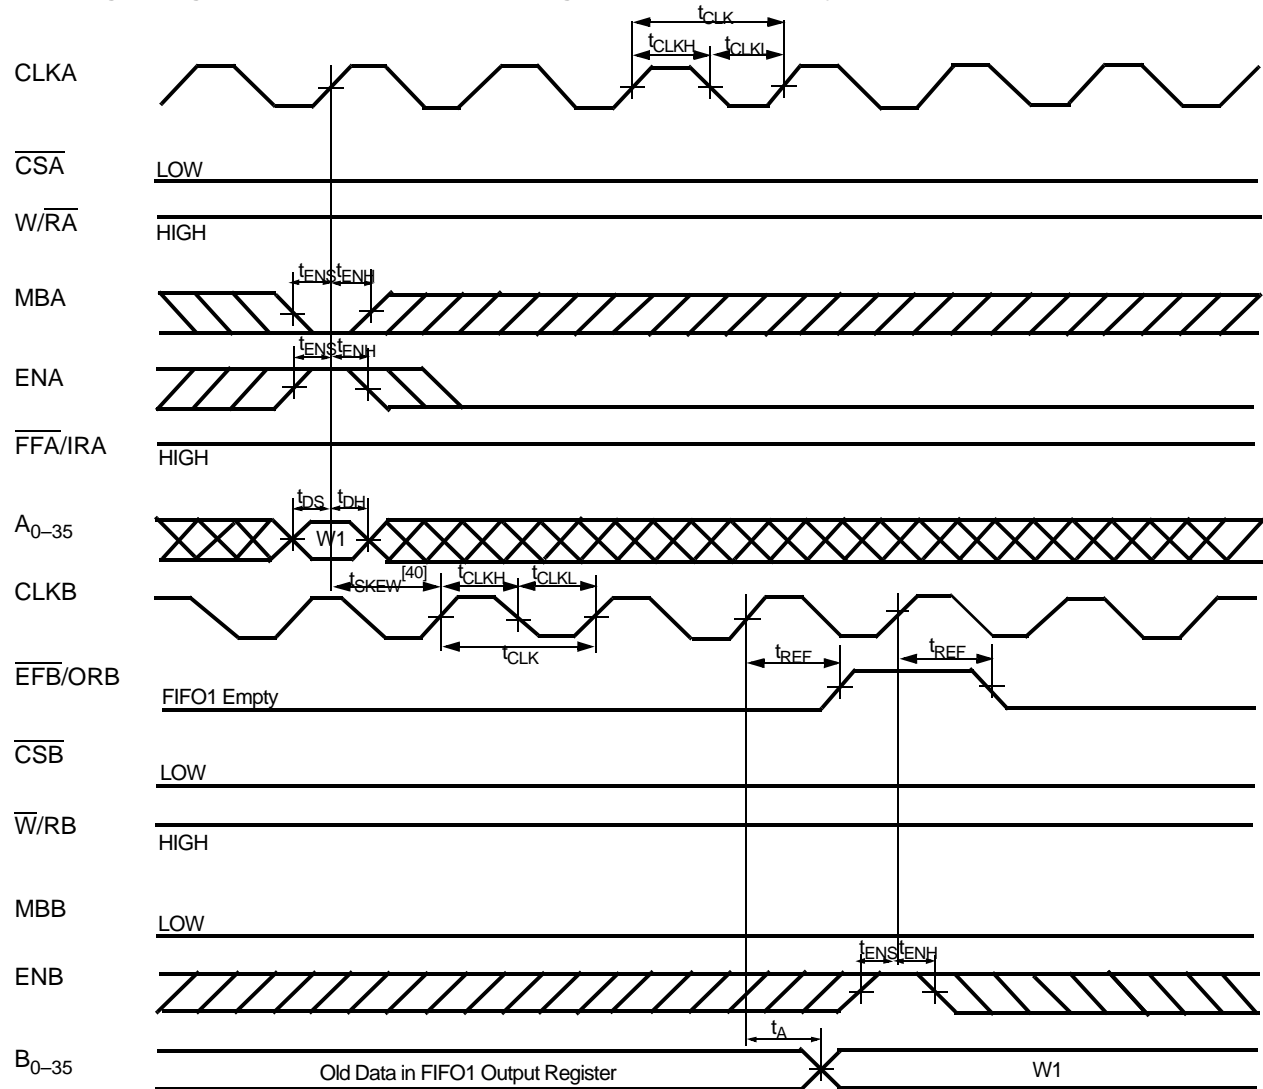 tCLK
tCLKH tCLKL
CLKA
CSA
LOW
W/RA
HIGH
tENS tENH
MBA
tENS tENH
ENA
FFA/IRA
HIGH
tDS tDH
A0–35
W1
tSKEW[40] tCLKH tCLKL
CLKB
tCLK
tREF tREF
EFB/ORB
FIFO1 Empty
CSB
LOW
W/RB
HIGH
MBB
LOW
tENS tENH
ENB
tA
B0–35
Old Data in FIFO1 Output Register W1